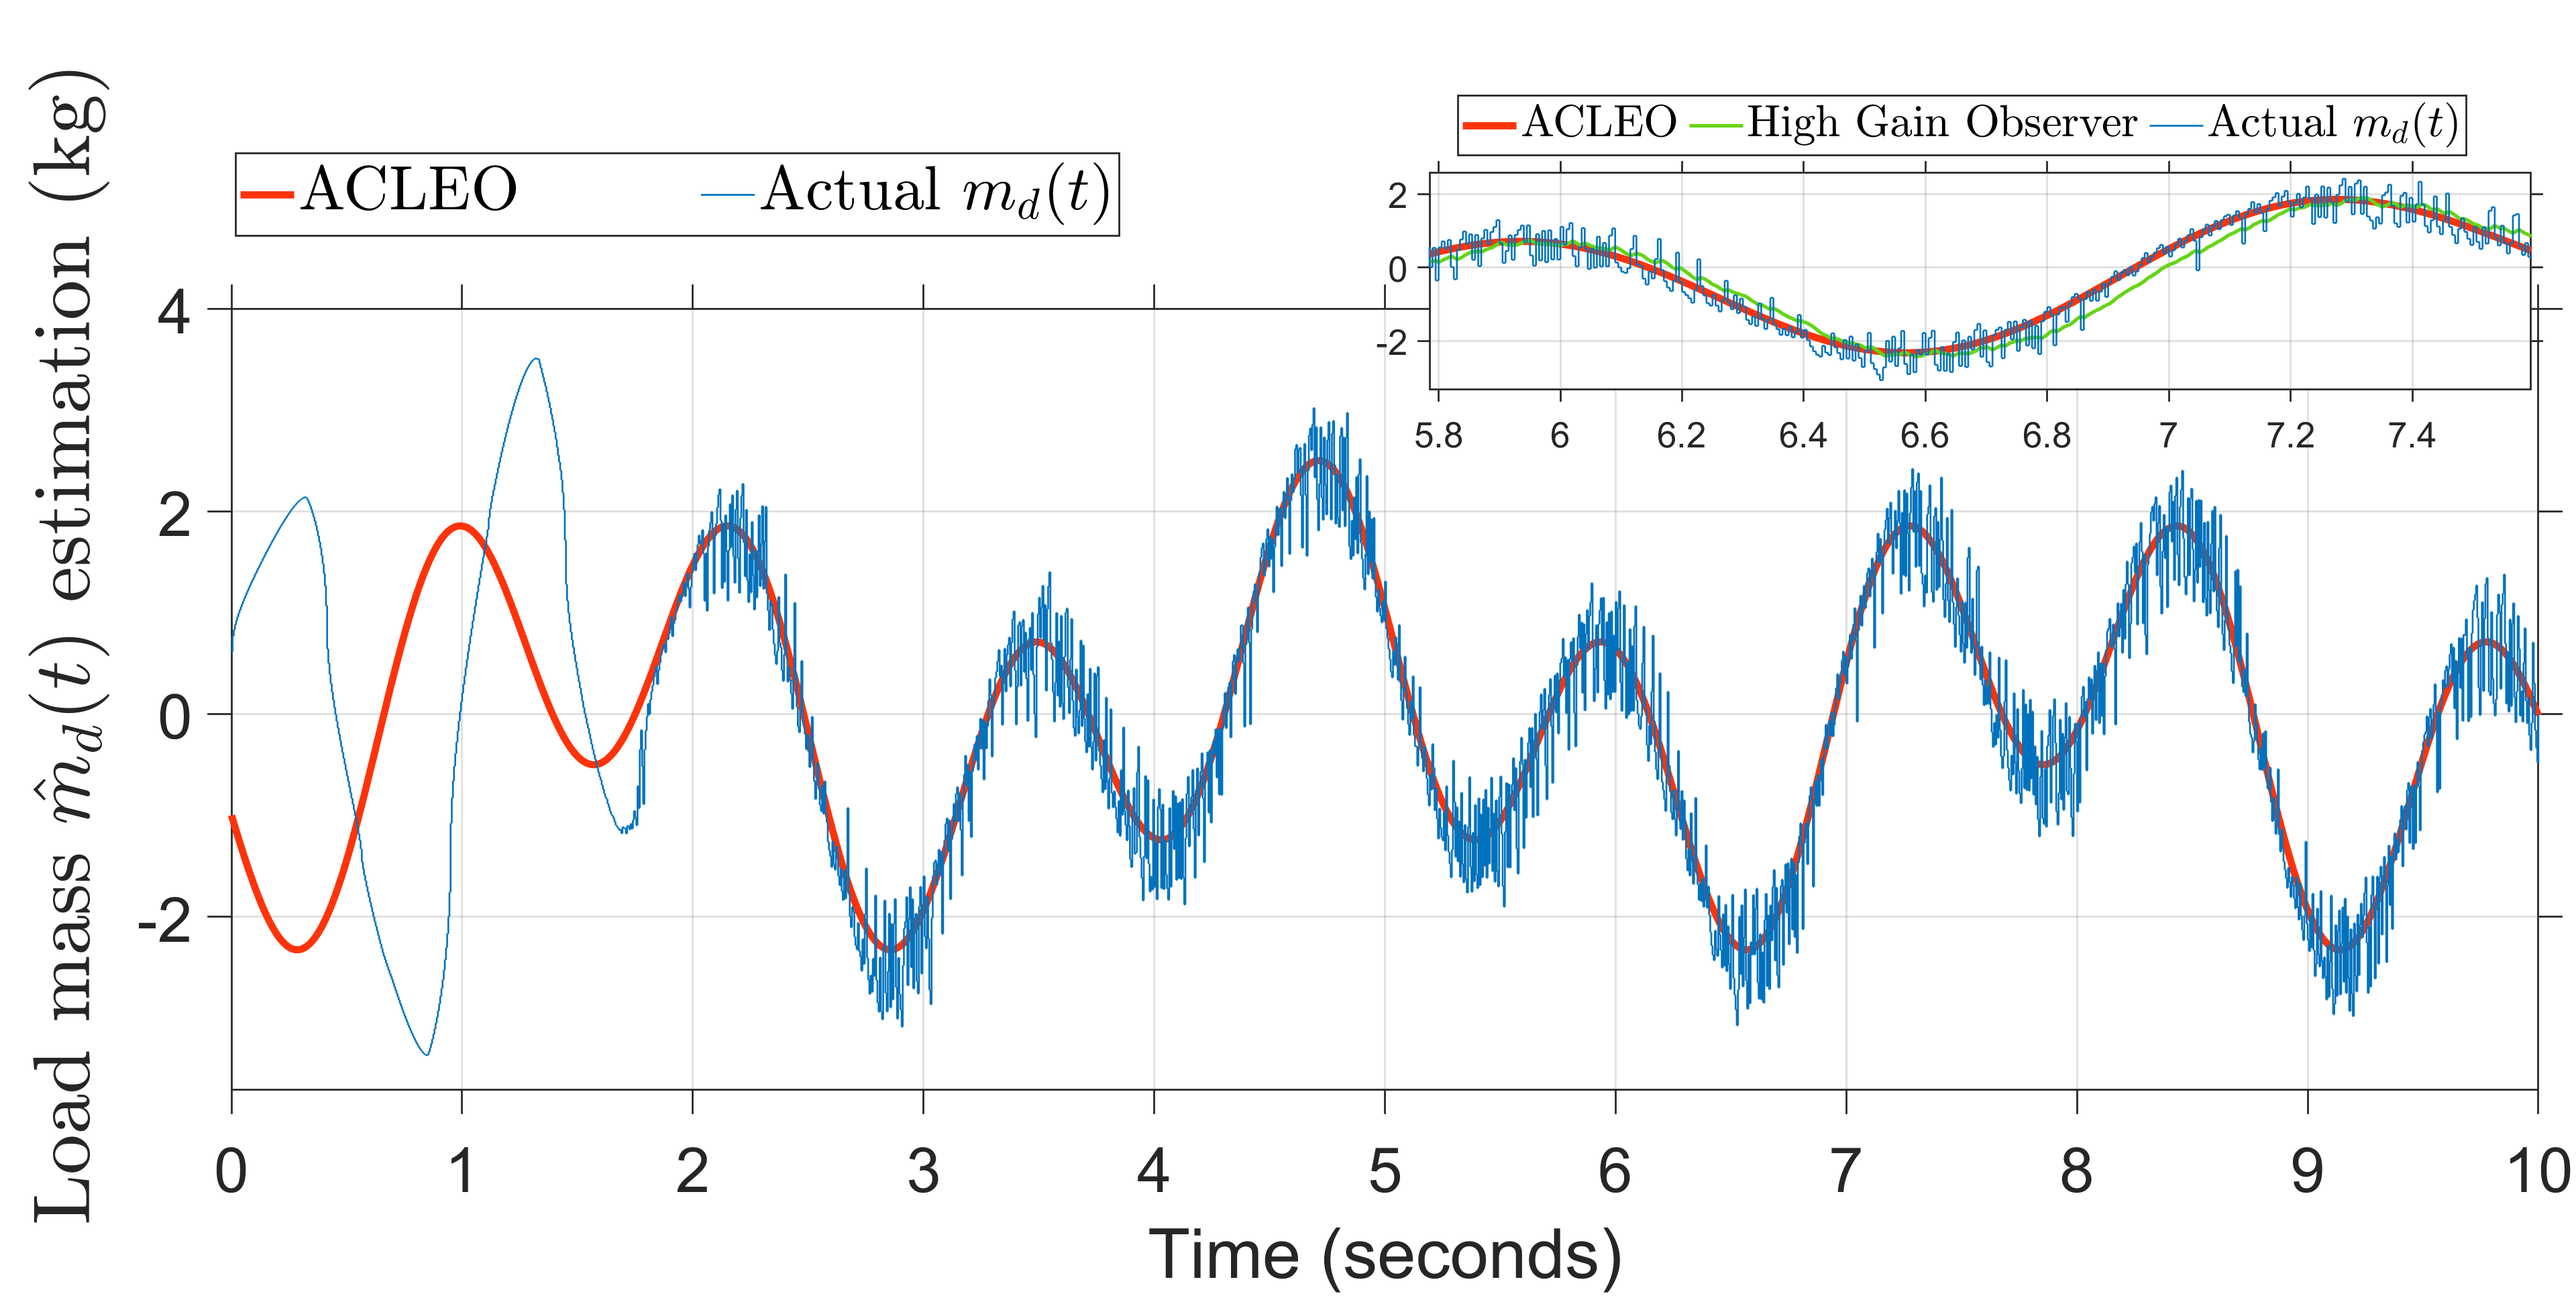 ACLEO High Gain Observer Actual m_d(t)
ACLEO Actual m_d(t)
2
0
-2
5.8 6 6.2 6.4 6.6 6.8 7 7.2 7.4
Load mass m̂_d(t) estimation (kg)
4
2
0
-2
0 1 2 3 4 5 6 7 8 9 10
Time (seconds)